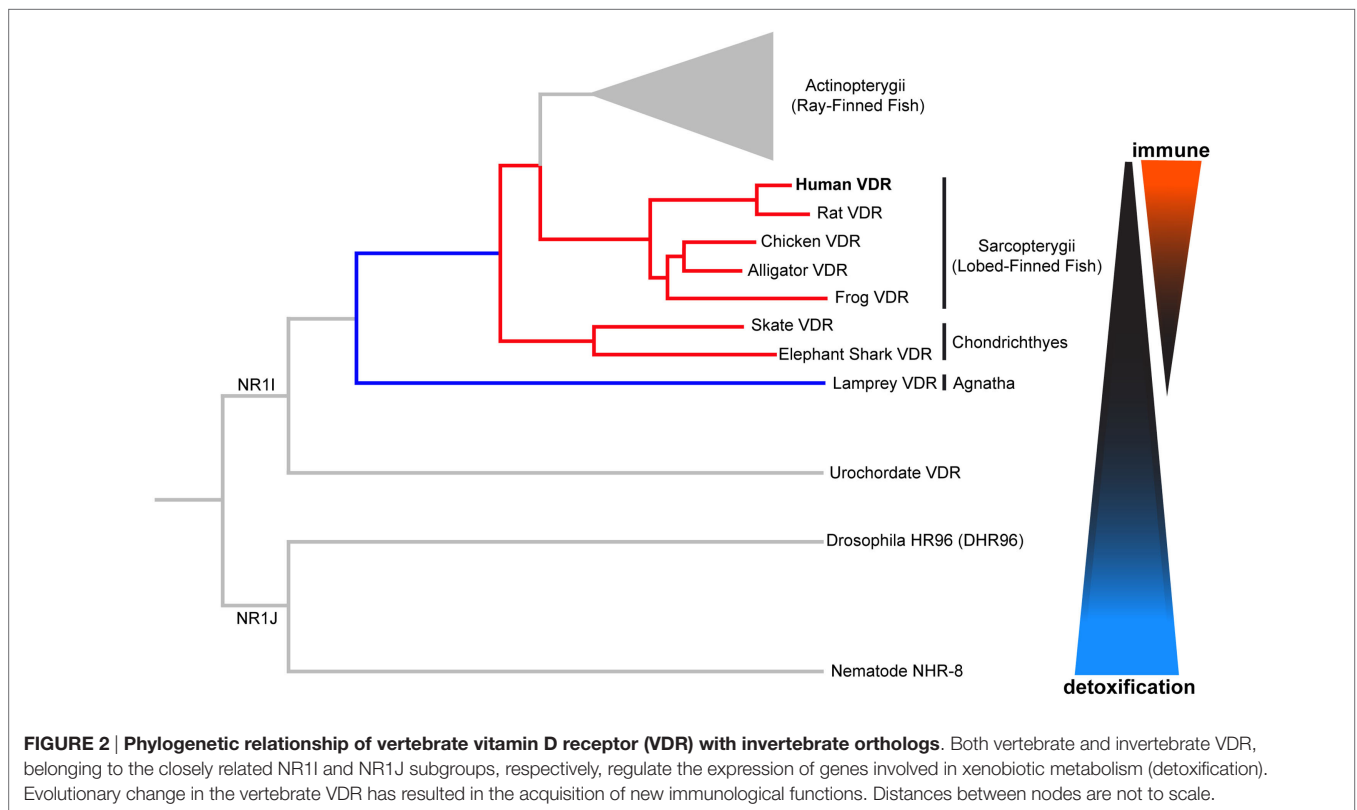 Actinopterygii
(Ray-Finned Fish)
immune
Human VDR
Rat VDR
Chicken VDR
Sarcopterygii
(Lobed-Finned Fish)
Alligator VDR
Frog VDR
Skate VDR
Chondrichthyes
Elephant Shark VDR
Lamprey VDR
Agnatha
NR1I
Urochordate VDR
Drosophila HR96 (DHR96)
NR1J
Nematode NHR-8
detoxification
FIGURE 2 | Phylogenetic relationship of vertebrate vitamin D receptor (VDR) with invertebrate orthologs. Both vertebrate and invertebrate VDR,
belonging to the closely related NR1I and NR1J subgroups, respectively, regulate the expression of genes involved in xenobiotic metabolism (detoxification).
Evolutionary change in the vertebrate VDR has resulted in the acquisition of new immunological functions. Distances between nodes are not to scale.